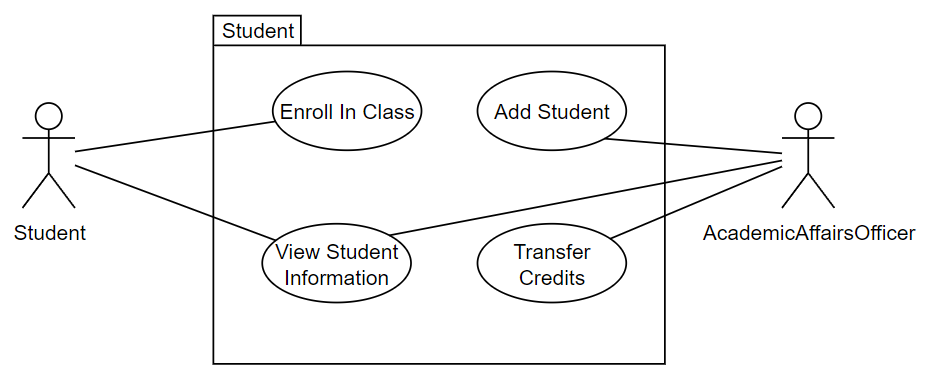 Student
Enroll In Class
Add Student
Student
AcademicAffairsOfficer
View Student
Information
Transfer
Credits